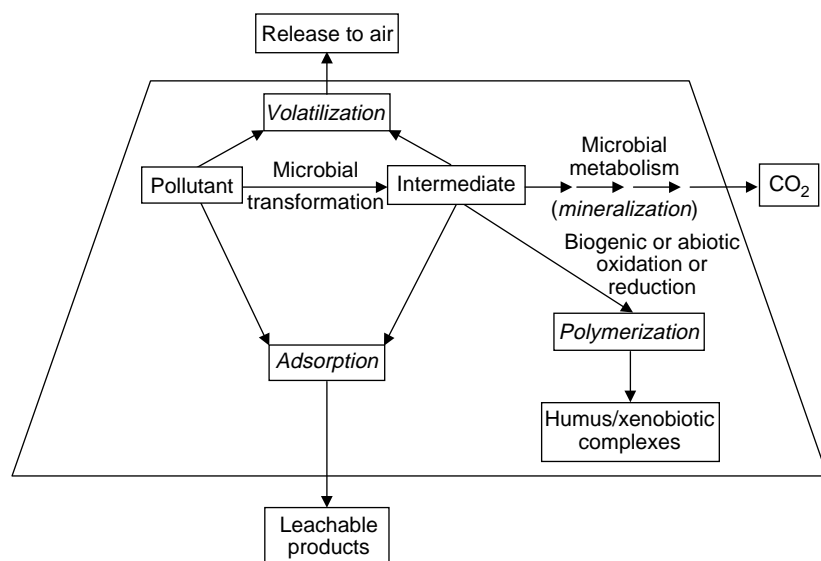 Release to air
Volatilization
Microbial
metabolism
Pollutant
Microbial
transformation
Intermediate
(mineralization)
CO2
Biogenic or abiotic
oxidation or
reduction
Adsorption
Polymerization
Humus/xenobiotic
complexes
Leachable
products